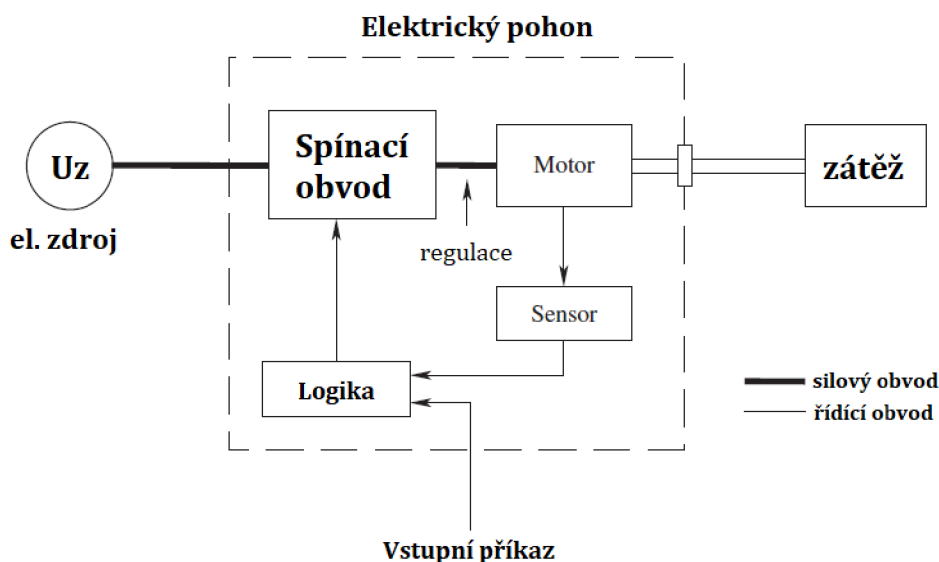 Elektrický pohon
Uz
el. zdroj
Spínací
obvod
Motor
zátěž
regulace
Sensor
Logika
silový obvod
řídící obvod
Vstupní příkaz